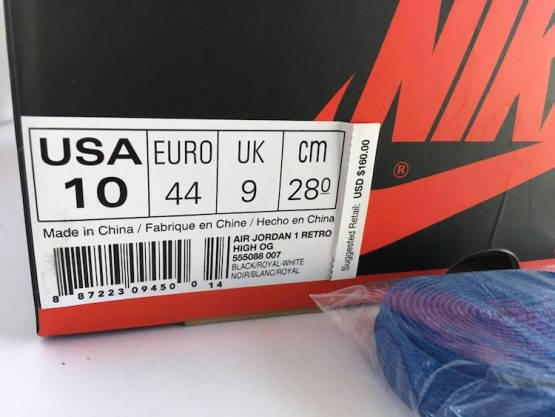 NIKE
®
USA EURO UK cm
10 44 9 28º
Made in China / Fabrique en Chine / Hecho en China
AIR JORDAN 1 RETRO
HIGH OG
555088 007
BLACK/ROYAL-WHITE
NOIR/BLANC/ROYAL
8 87223 09450 0 14
Suggested Retail: USD $160.00